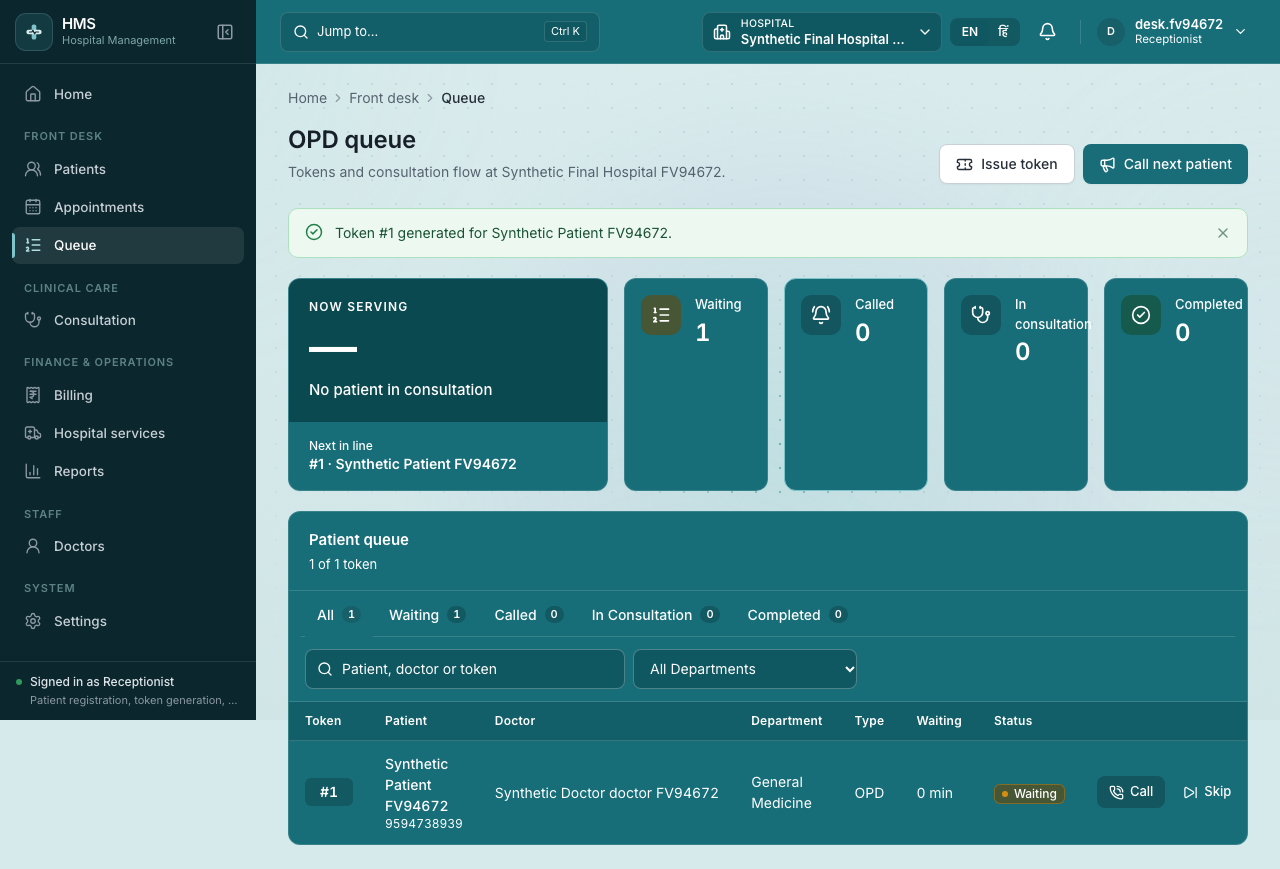 HMS
Hospital Management
Jump to...
Ctrl K
HOSPITAL
Synthetic Final Hospital ...
EN
हिं
D
desk.fv94672
Receptionist
Home
FRONT DESK
Patients
Appointments
Queue
CLINICAL CARE
Consultation
FINANCE & OPERATIONS
Billing
Hospital services
Reports
STAFF
Doctors
SYSTEM
Settings
Signed in as Receptionist
Patient registration, token generation, ...
Home > Front desk > Queue
OPD queue
Tokens and consultation flow at Synthetic Final Hospital FV94672.
Issue token
Call next patient
Token #1 generated for Synthetic Patient FV94672.
NOW SERVING
No patient in consultation
Next in line
#1 · Synthetic Patient FV94672
Waiting
1
Called
0
In
consultation
0
Completed
0
Patient queue
1 of 1 token
All 1 Waiting 1 Called 0 In Consultation 0 Completed 0
Patient, doctor or token
All Departments
Token Patient Doctor Department Type Waiting Status
#1
Synthetic
Patient
FV94672
9594738939
Synthetic Doctor doctor FV94672
General
Medicine
OPD
0 min
Waiting
Call
Skip